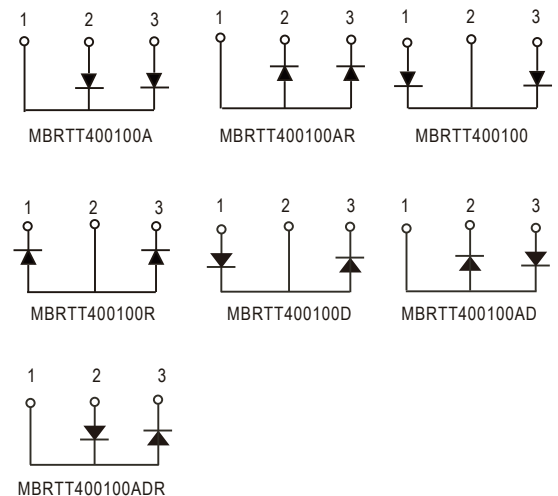 1 2 3 1 2 3 1 2 3
MBRTT400100A MBRTT400100AR MBRTT400100
1 2 3 1 2 3 1 2 3
MBRTT400100R MBRTT400100D MBRTT400100AD
1 2 3
MBRTT400100ADR